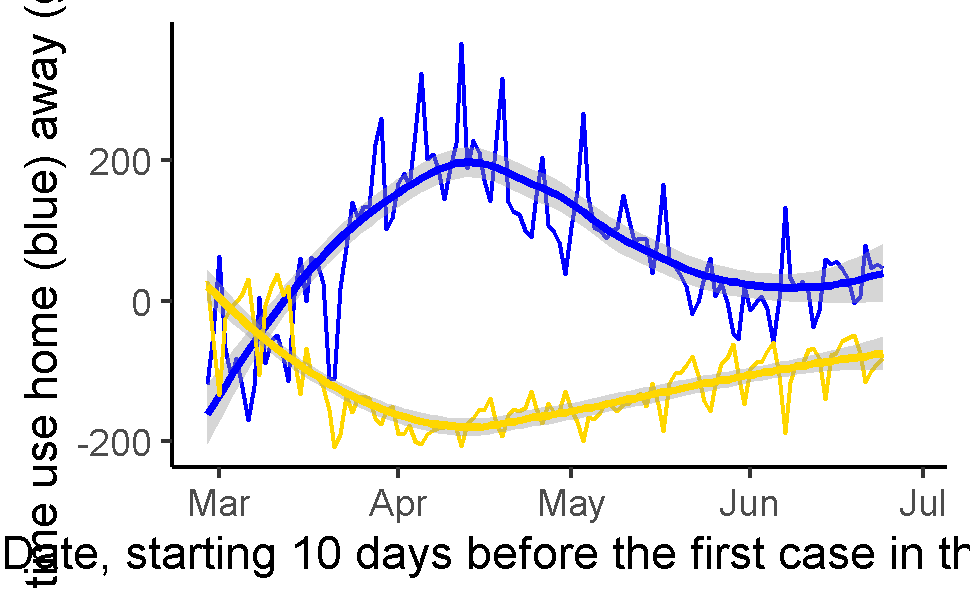 time use home (blue) away (
200
0
-200
Mar Apr May Jun Jul
Date, starting 10 days before the first case in th